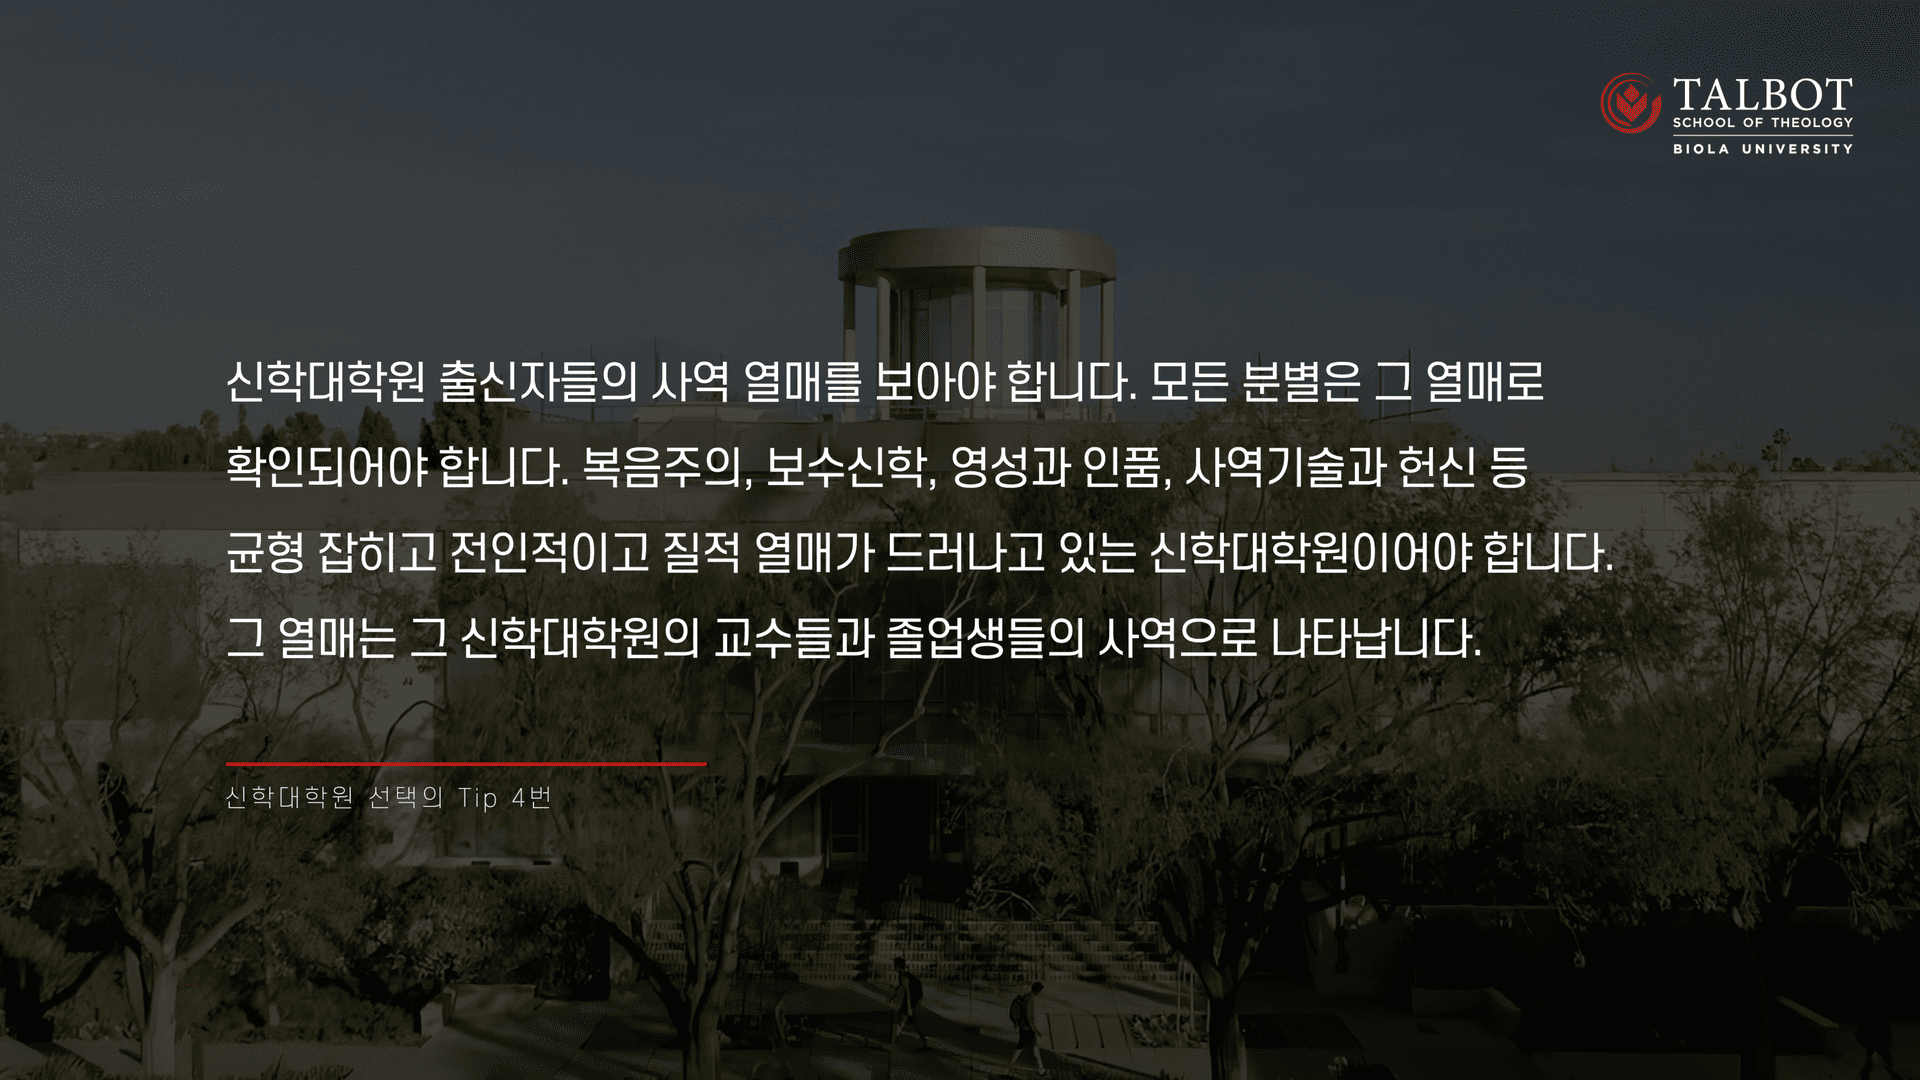 TALBOT
SCHOOL OF THEOLOGY
BIOLA UNIVERSITY
신학대학원 출신자들의 사역 열매를 보아야 합니다. 모든 분별은 그 열매로
확인되어야 합니다. 복음주의, 보수신학, 영성과 인품, 사역기술과 헌신 등
균형 잡히고 전인적이고 질적 열매가 드러나고 있는 신학대학원이어야 합니다.
그 열매는 그 신학대학원의 교수들과 졸업생들의 사역으로 나타납니다.
신학대학원 선택의 Tip 4번